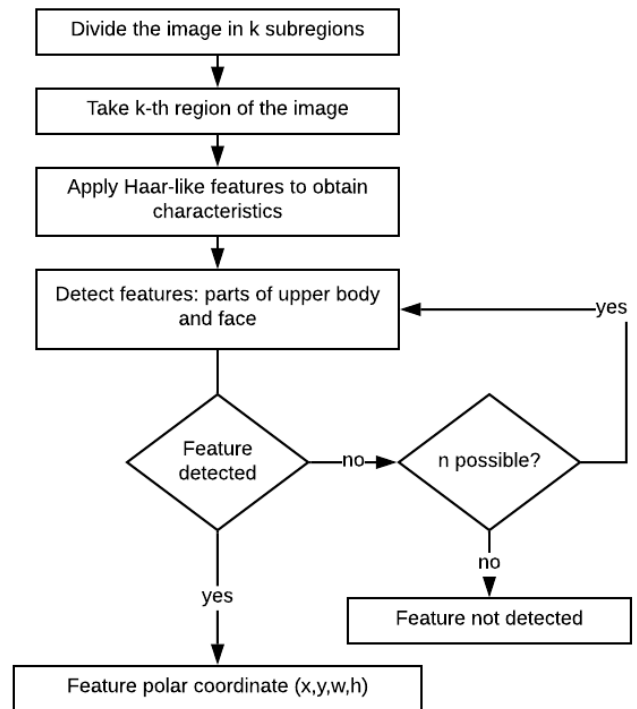 Divide the image in k subregions
Take k-th region of the image
Apply Haar-like features to obtain
characteristics
Detect features: parts of upper body
and face
yes
Feature
detected
no
n possible?
no
yes
Feature not detected
Feature polar coordinate (x,y,w,h)